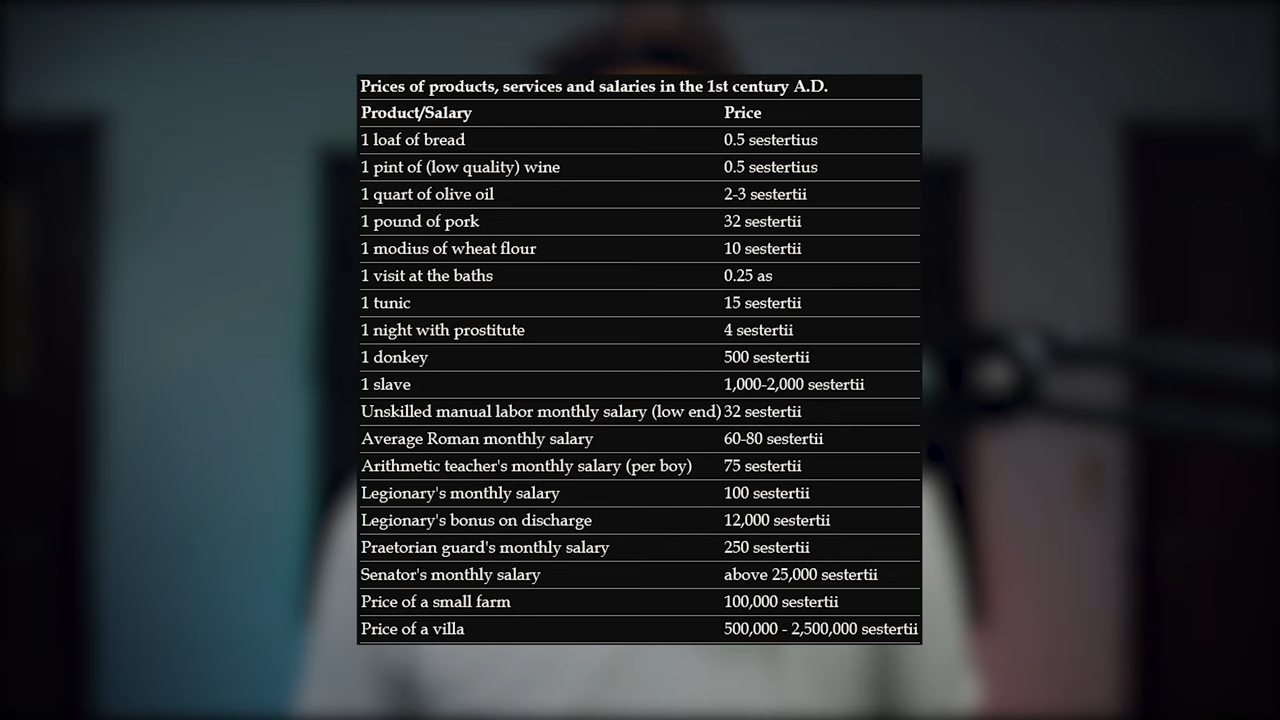 Prices of products, services and salaries in the 1st century A.D.
Product/Salary Price
1 loaf of bread 0.5 sestertius
1 pint of (low quality) wine 0.5 sestertius
1 quart of olive oil 2-3 sestertii
1 pound of pork 32 sestertii
1 modius of wheat flour 10 sestertii
1 visit at the baths 0.25 as
1 tunic 15 sestertii
1 night with prostitute 4 sestertii
1 donkey 500 sestertii
1 slave 1,000-2,000 sestertii
Unskilled manual labor monthly salary (low end) 32 sestertii
Average Roman monthly salary 60-80 sestertii
Arithmetic teacher's monthly salary (per boy) 75 sestertii
Legionary's monthly salary 100 sestertii
Legionary's bonus on discharge 12,000 sestertii
Praetorian guard's monthly salary 250 sestertii
Senator's monthly salary above 25,000 sestertii
Price of a small farm 100,000 sestertii
Price of a villa 500,000 - 2,500,000 sestertii